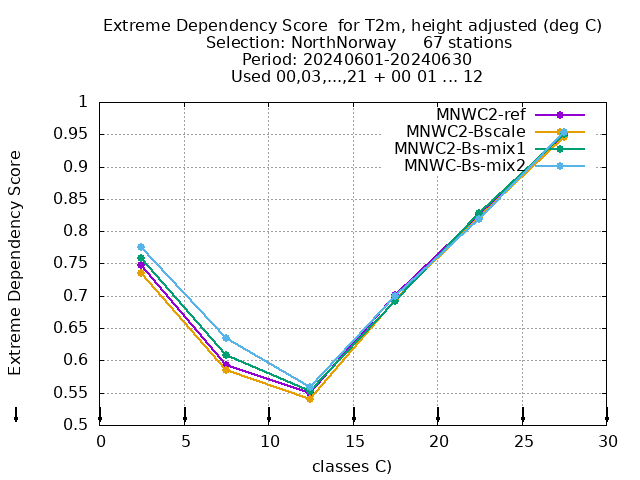 Extreme Dependency Score  for T2m, height adjusted (deg C)
Selection: NorthNorway     67 stations
Period: 20240601-20240630
Used 00,03,...,21 + 00 01 ... 12
MNWC2-ref
MNWC2-Bscale
MNWC2-Bs-mix1
MNWC-Bs-mix2
1
0.95
0.9
0.85
0.8
0.75
0.7
0.65
0.6
0.55
0.5
Extreme Dependency Score
0 5 10 15 20 25 30
classes C)